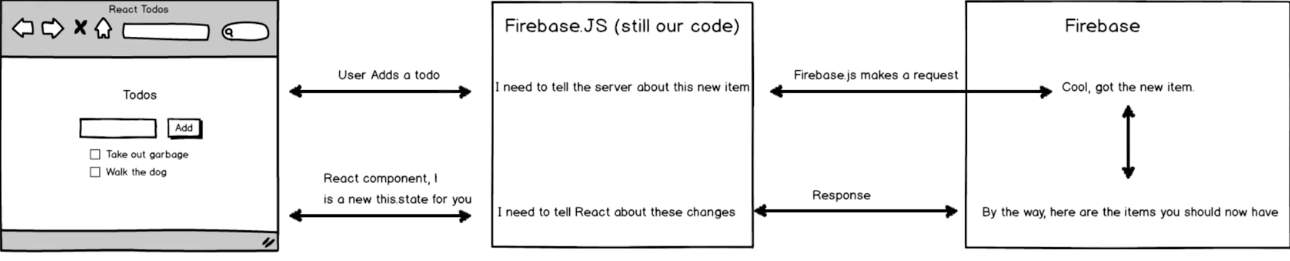 React Todos
Todos
Add
Take out garbage
Walk the dog
User Adds a todo
React component, I
is a new this.state for you
Firebase.JS (still our code)
I need to tell the server about this new item
I need to tell React about these changes
Firebase.js makes a request
Response
Firebase
Cool, got the new item.
By the way, here are the items you should now have